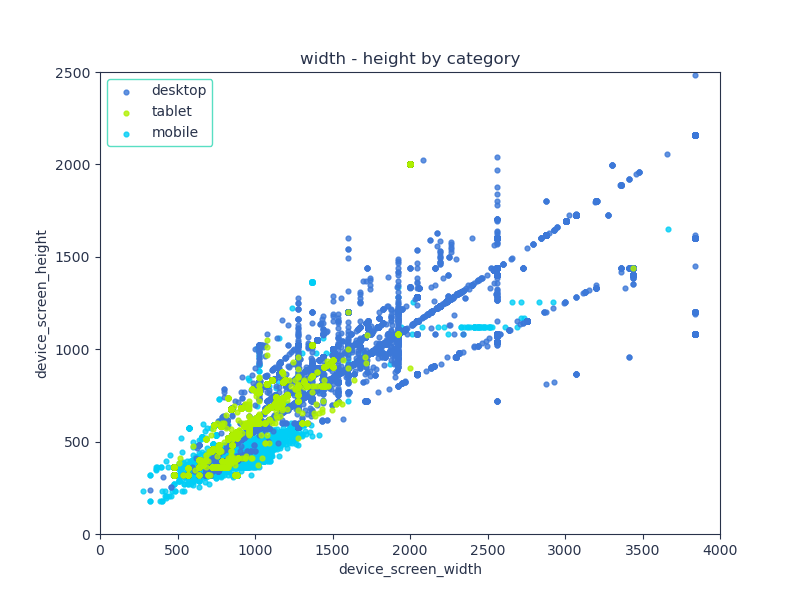 width - height by category
desktop
tablet
mobile
2500
2000
1500
1000
500
0
device_screen_height
0
500
1000
1500
2000
2500
3000
3500
4000
device_screen_width